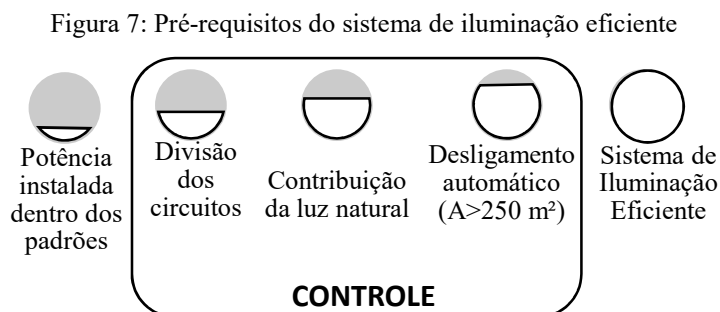 Figura 7: Pré-requisitos do sistema de iluminação eficiente
Potência
instalada
dentro dos
padrões
Divisão
dos
circuitos
Contribuição
da luz natural
Desligamento
automático
(A>250 m²)
Sistema de
Iluminação
Eficiente
CONTROLE